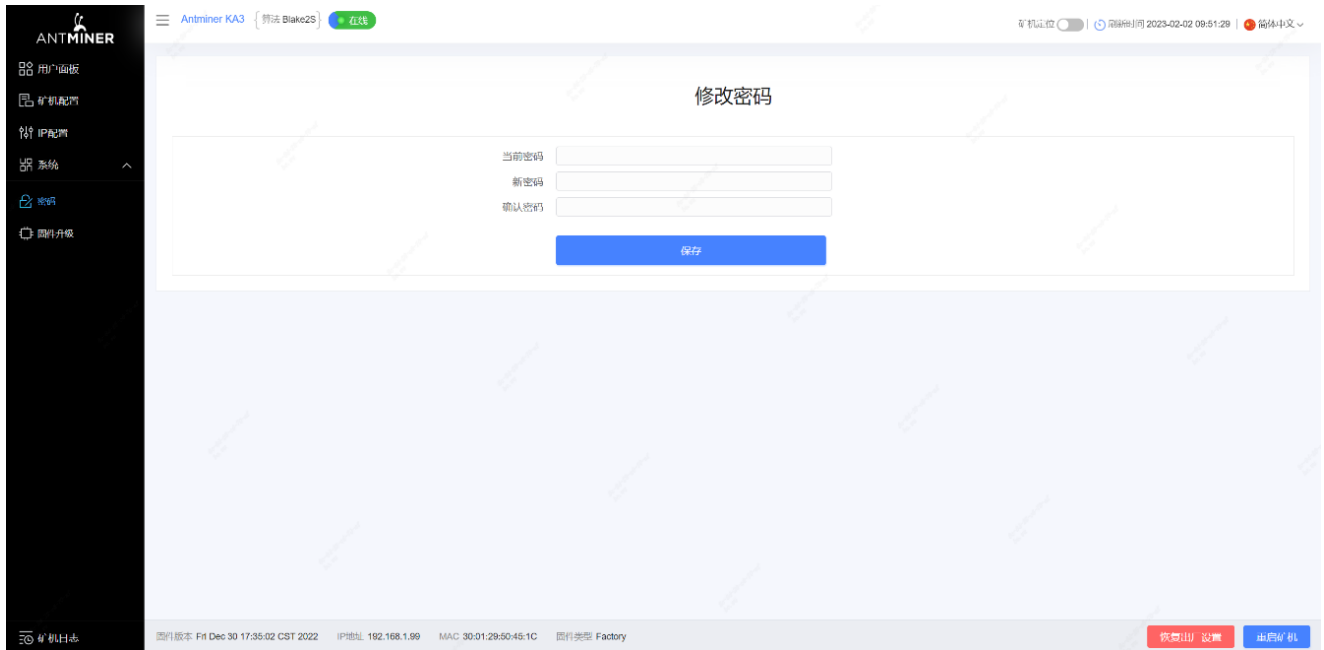 ANTMINER
Antminer KA3 {算法 Blake2S} 在线
矿机定位 刷新时间 2023-02-02 09:51:29 简体中文
用户面板
矿机配置
IP配置
系统
密码
固件升级
修改密码
当前密码
新密码
确认密码
保存
矿机日志
固件版本 Fri Dec 30 17:35:02 CST 2022 IP地址 192.168.1.99 MAC 30:01:29:50:45:1C 固件类型 Factory
恢复出厂设置 重启矿机